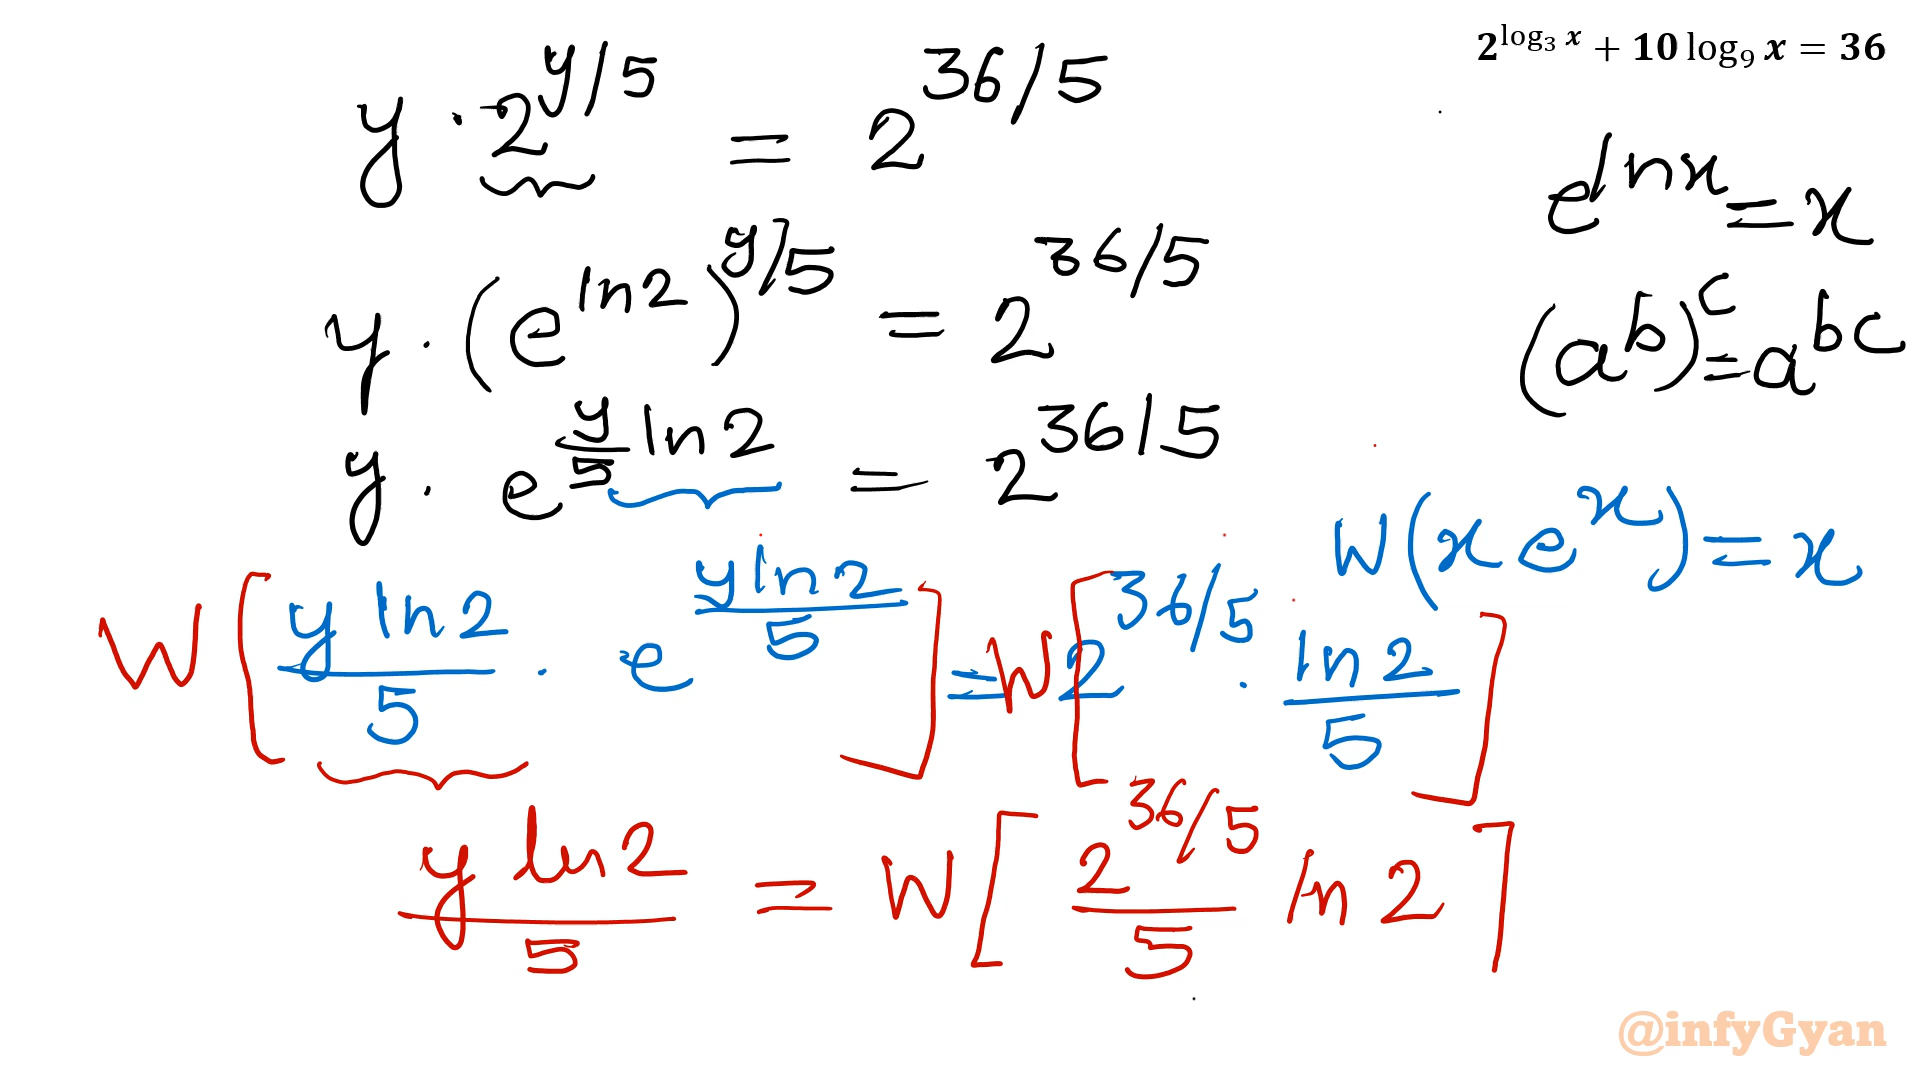 2^{log₃ x} + 10 log₉ x = 36
y · 2^{y/5} = 2^{36/5}
e^{ln x} = x
y · (e^{ln 2})^{y/5} = 2^{36/5}
(a^b)^c = a^{bc}
y · e^{y/5 ln 2} = 2^{36/5}
W(x e^x) = x
W[y ln 2/5 · e^{y ln 2/5}] = W[2^{36/5} · ln 2/5]
y ln 2/5 = W[2^{36/5}/5 ln 2]
@infyGyan